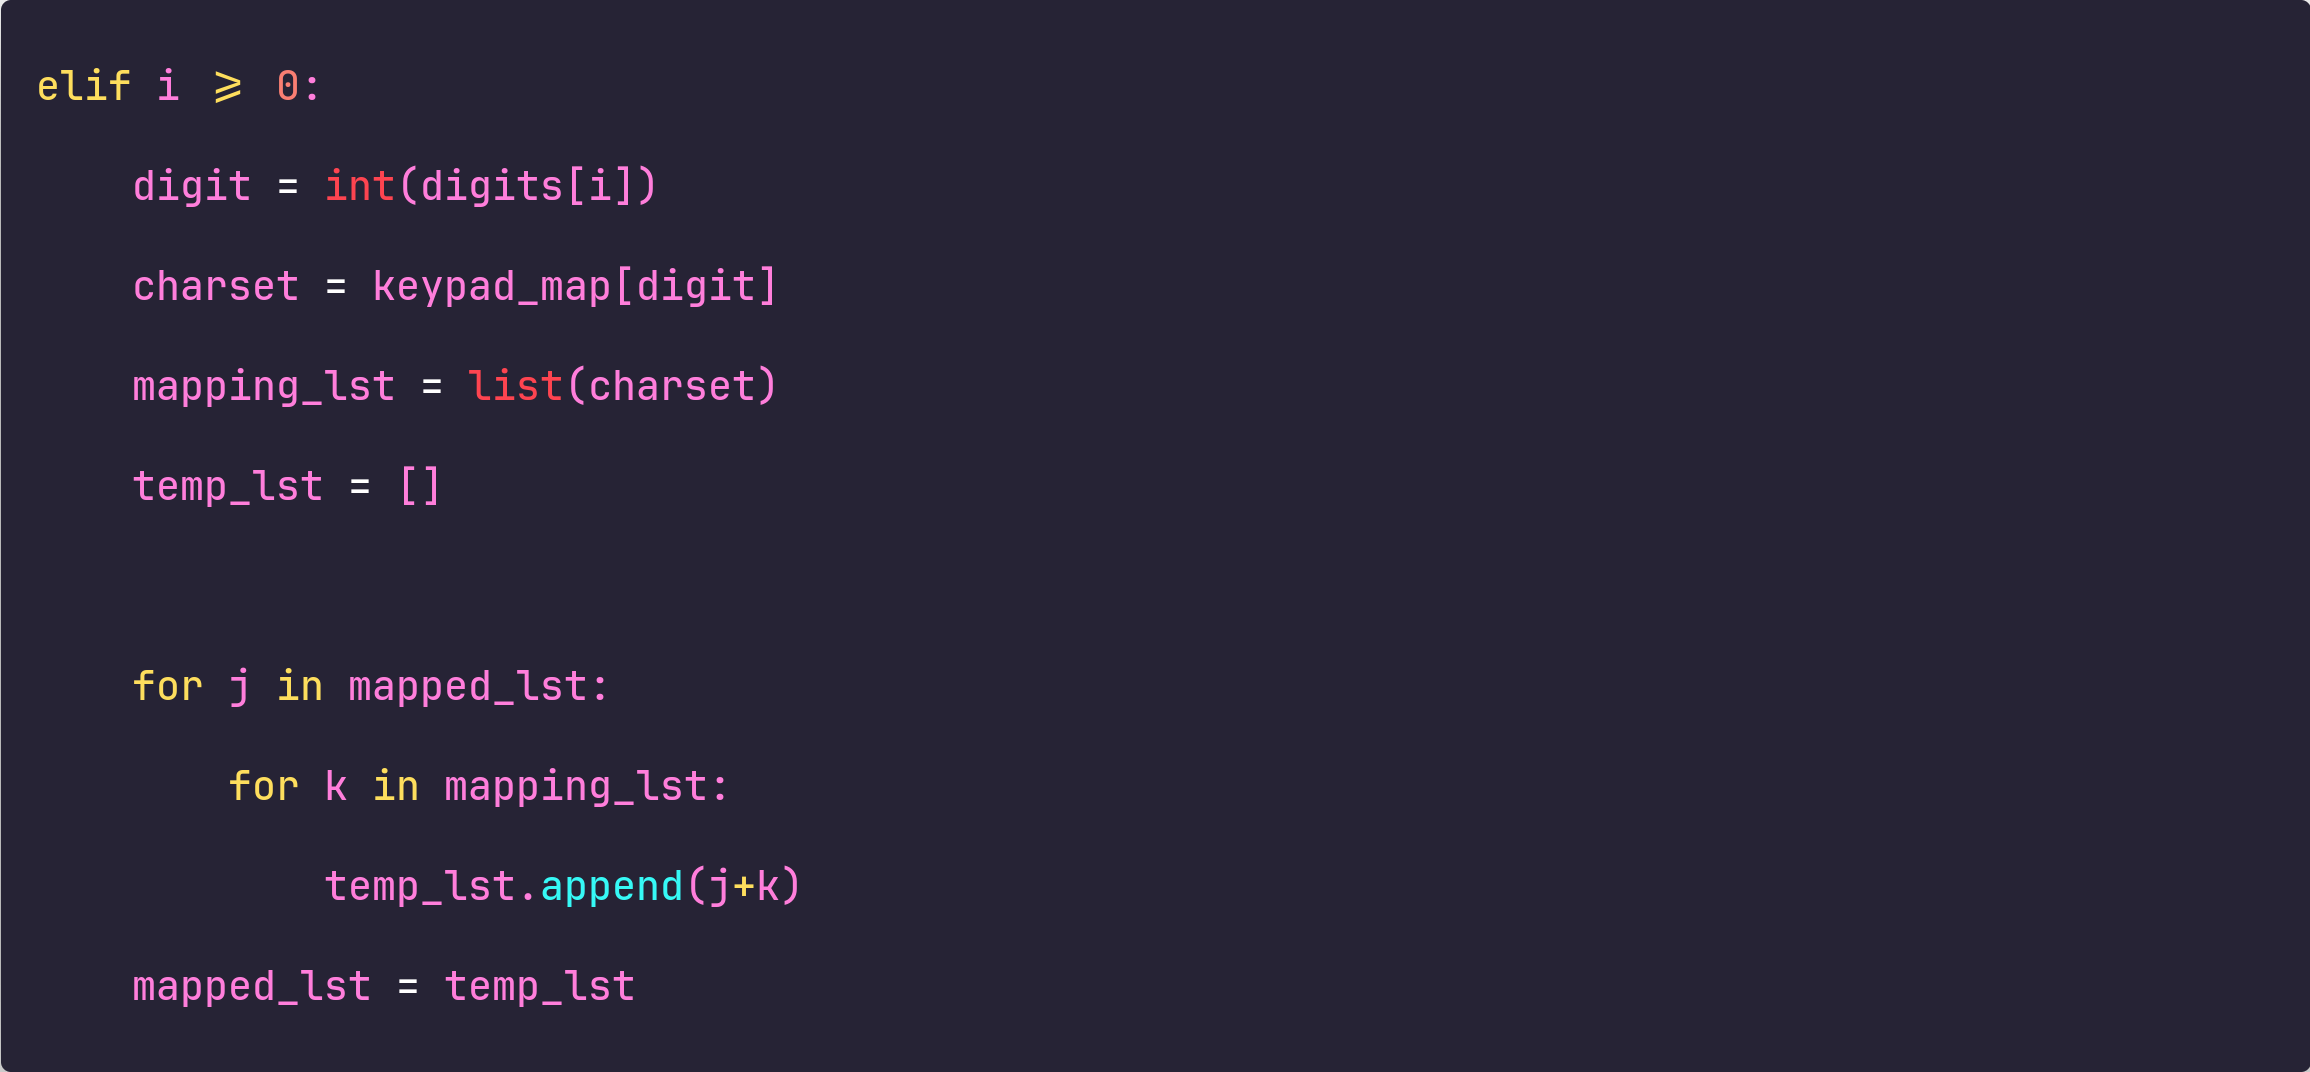 elif i >= 0:
    digit = int(digits[i])
    charset = keypad_map[digit]
    mapping_lst = list(charset)
    temp_lst = []
    for j in mapped_lst:
        for k in mapping_lst:
            temp_lst.append(j+k)
    mapped_lst = temp_lst